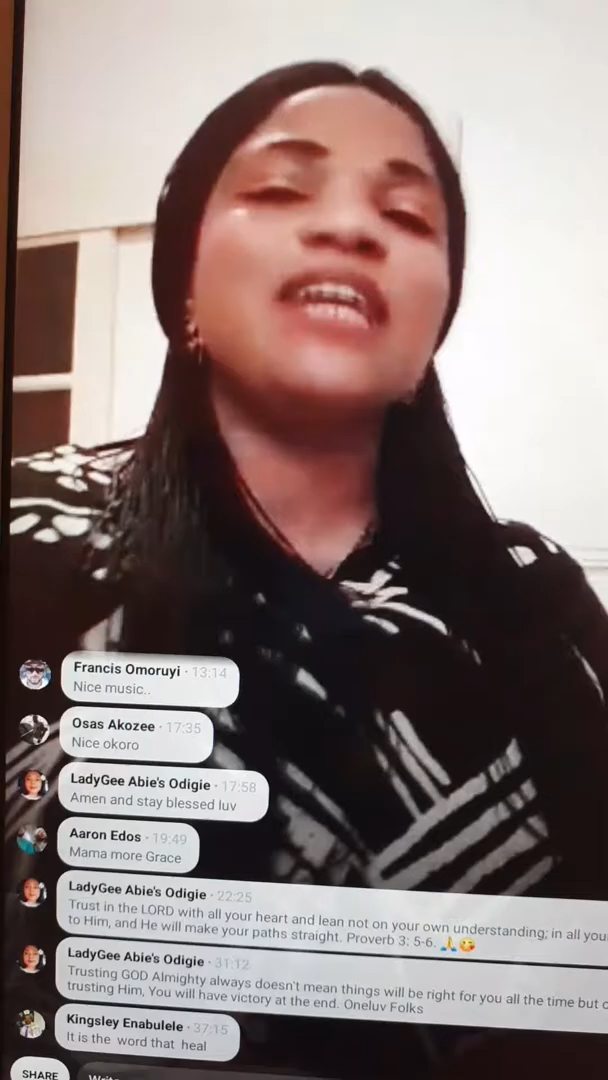 Francis Omoruyi · 13:14
Nice music..
Osas Akozee · 17:35
Nice okoro
LadyGee Abie's Odigie · 17:58
Amen and stay blessed luv
Aaron Edos · 19:49
Mama more Grace
LadyGee Abie's Odigie · 22:25
Trust in the LORD with all your heart and lean not on your own understanding; in all your
to Him, and He will make your paths straight. Proverb 3: 5-6. 🙏😋
LadyGee Abie's Odigie · 31:12
Trusting GOD Almighty always doesn't mean things will be right for you all the time but
trusting Him, You will have victory at the end. Oneluv Folks
Kingsley Enabulele · 37:15
It is the word that heal
SHARE